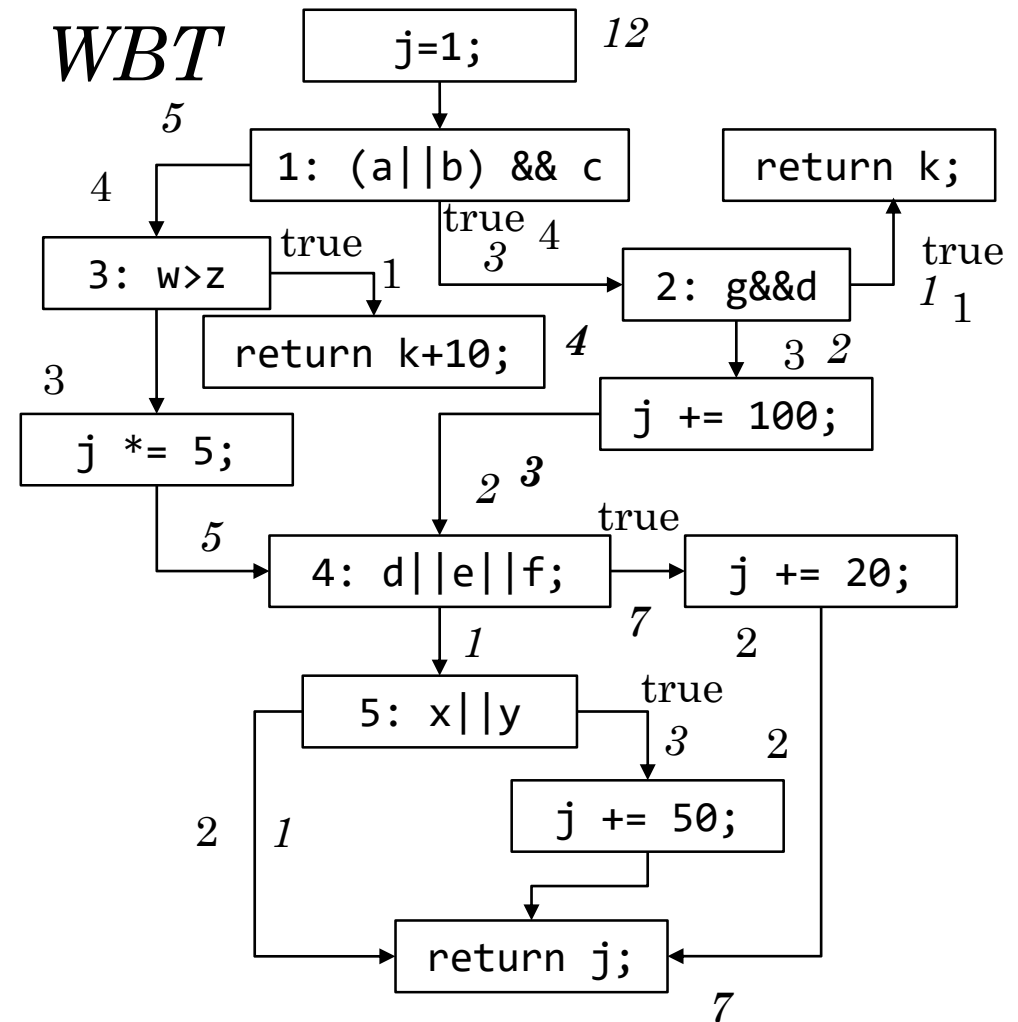 WBT
j=1;
12
5
1: (a||b) && c
return k;
4
true
3
4
true
3: w>z
1
2: g&&d
true
1
1
return k+10;
4
3
2
3
j += 100;
j *= 5;
2
3
5
true
4: d||e||f;
j += 20;
7
2
1
5: x||y
true
3
2
j += 50;
2
1
return j;
7